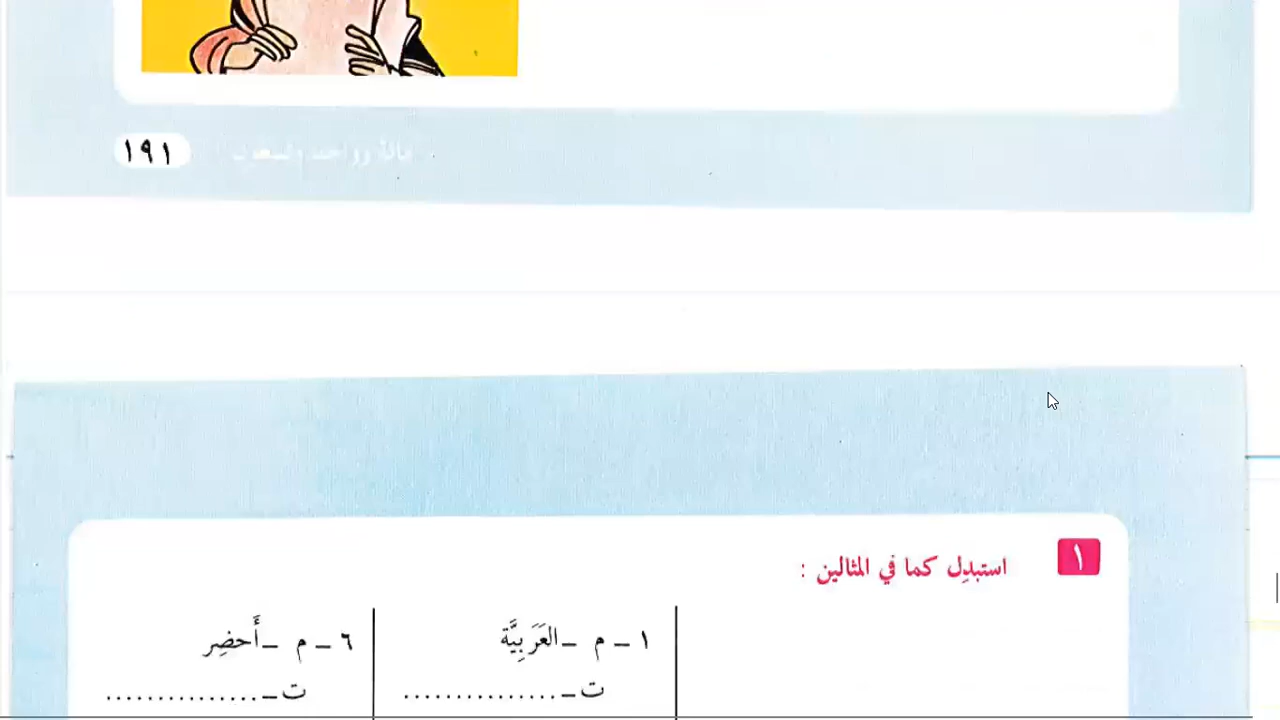 ١٩١
١
استبدِل كما في المثالين :
١ – م – العَرَبِيَّة
ت – ...............
٦ – م – أَحضِر
ت – ...............